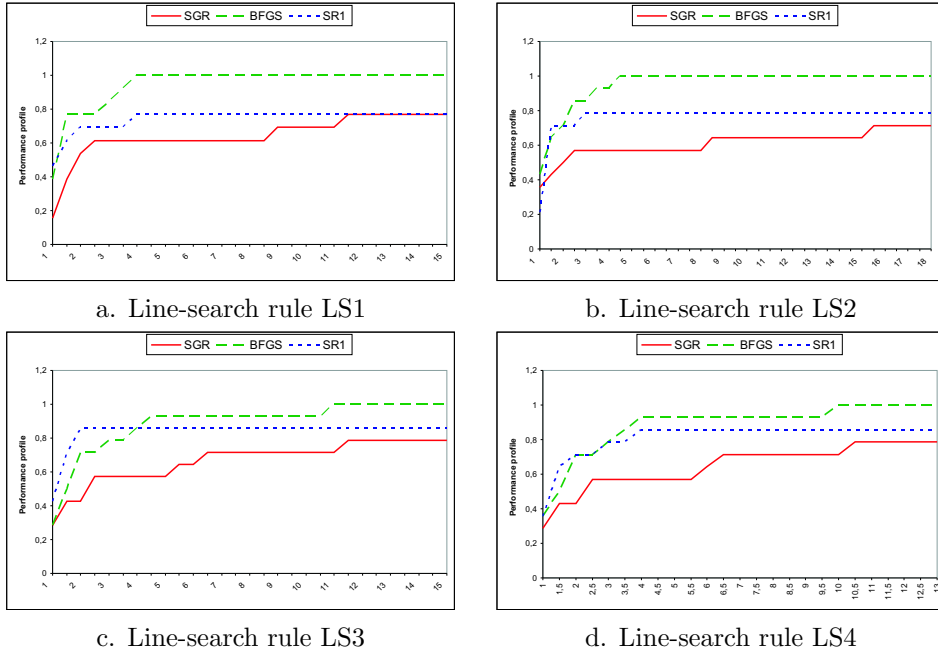 SGR BFGS SR1
Performance profile
1,2
1
0,8
0,6
0,4
0,2
0
1 2 3 4 5 6 7 8 9 10 11 12 13 14 15
a. Line-search rule LS1
SGR BFGS SR1
Performance profile
1,2
1
0,8
0,6
0,4
0,2
0
1 2 3 4 5 6 7 8 9 10 11 12 13 14 15 16 17 18
b. Line-search rule LS2
SGR BFGS SR1
Performance profile
1,2
1
0,8
0,6
0,4
0,2
0
1 2 3 4 5 6 7 8 9 10 11 12 13 14 15
c. Line-search rule LS3
SGR BFGS SR1
Performance profile
1,2
1
0,8
0,6
0,4
0,2
0
1 1,5 2 2,5 3 3,5 4 4,5 5 5,5 6 6,5 7 7,5 8 8,5 9 9,5 10 10,5 11 11,5 12 12,5 13
d. Line-search rule LS4